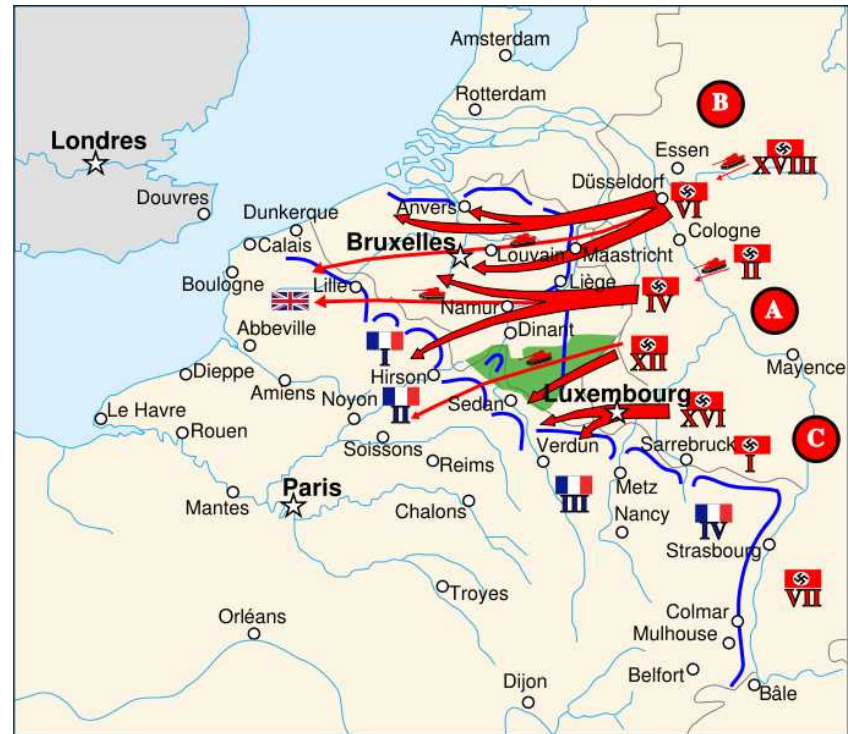 Amsterdam
B
Rotterdam
Londres
Essen
XVIII
Düsseldorf
Douvres
Anvers
VI
Dunkerque
Cologne
Calais
Bruxelles
Louvain
Maastricht
II
Boulogne
Lille
Liège
IV
Namur
A
Abbeville
Dinant
I
XII
Mayence
Dieppe
Hirson
Amiens
Luxembourg
Noyon
II
Sedan
Le Havre
XVI
Rouen
C
Soissons
Verdun
Sarrebruck
I
Reims
Metz
Mantes
Paris
III
Chalons
Nancy
IV
Strasbourg
VII
Troyes
Orléans
Colmar
Mulhouse
Belfort
Dijon
Bâle